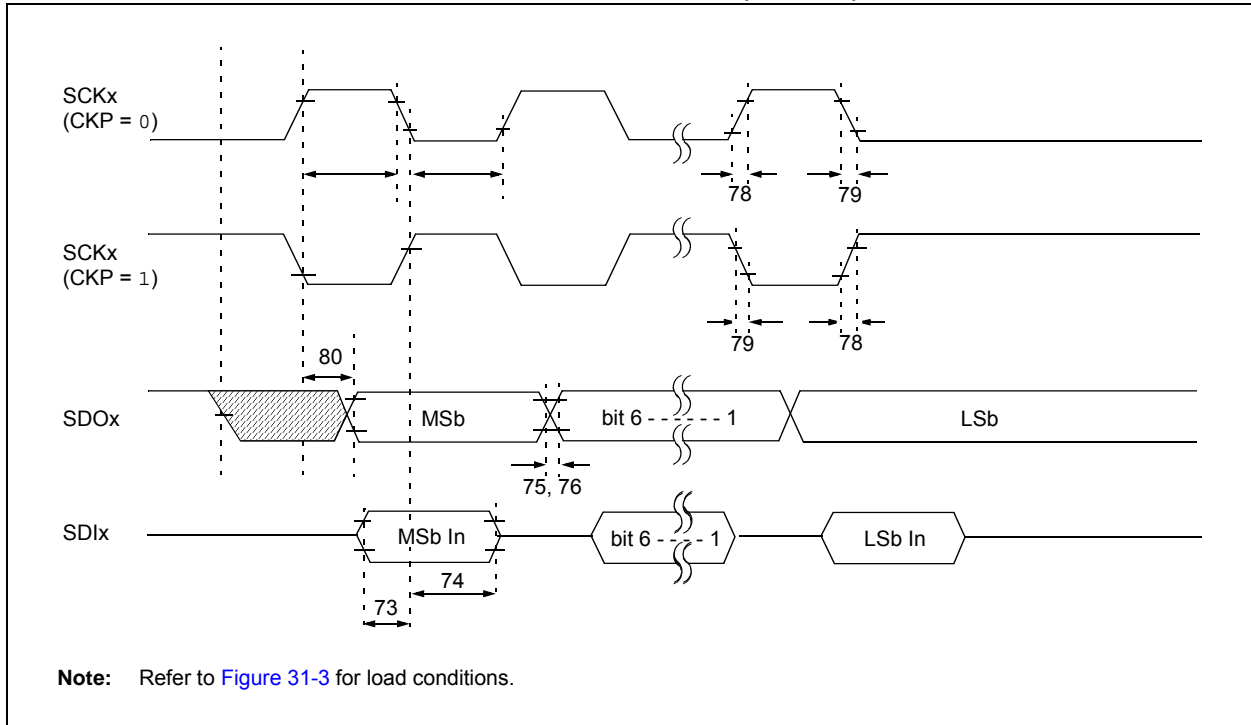 SCKx
(CKP = 0)
78
79
SCKx
(CKP = 1)
79
78
80
SDOx
MSb
bit 6 - - - - - - 1
LSb
75, 76
SDIx
MSb In
bit 6 - - - - 1
LSb In
74
73
Note: Refer to Figure 31-3 for load conditions.